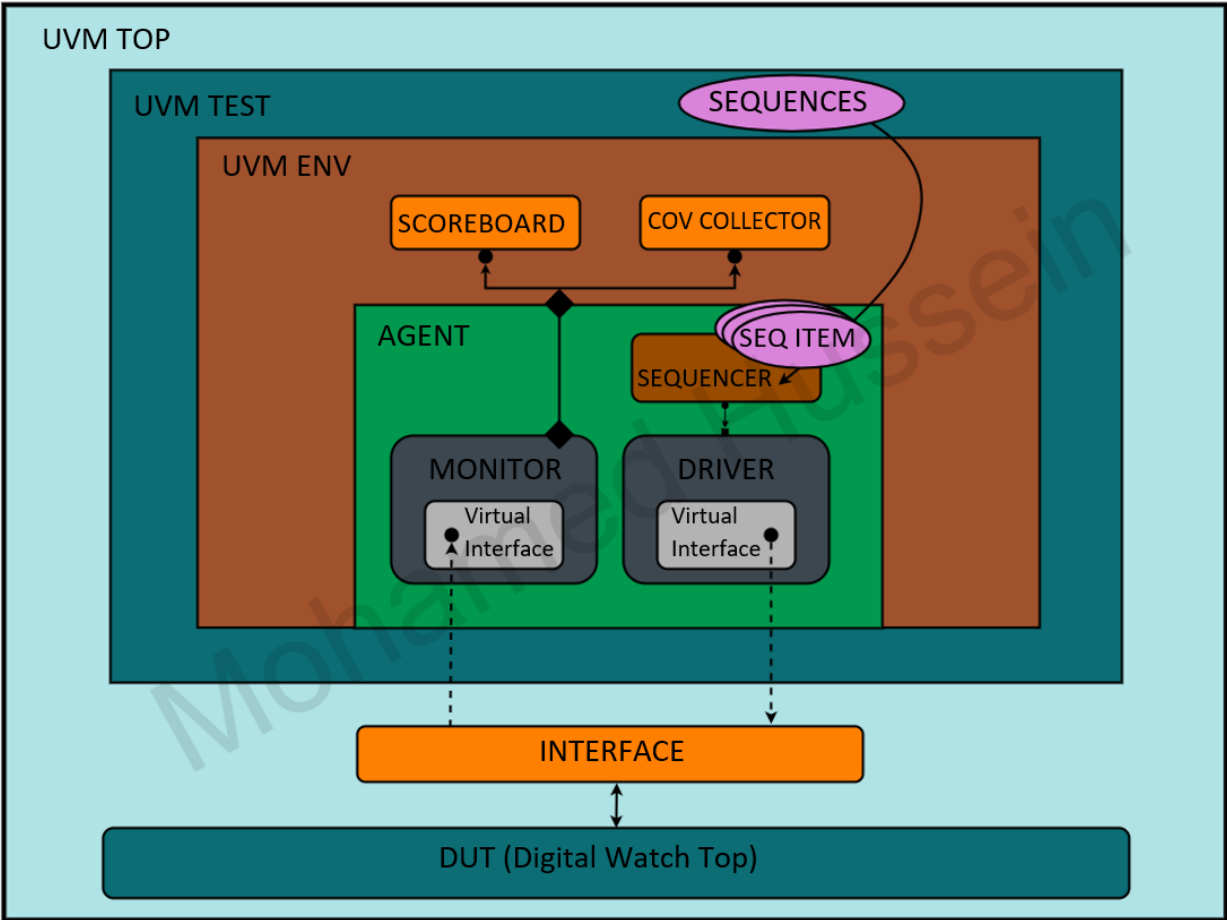 UVM TOP
UVM TEST
SEQUENCES
UVM ENV
SCOREBOARD
COV COLLECTOR
AGENT
SEQ ITEM
SEQUENCER
MONITOR
DRIVER
Virtual
Interface
Virtual
Interface
INTERFACE
DUT (Digital Watch Top)
Mohamed Hussein